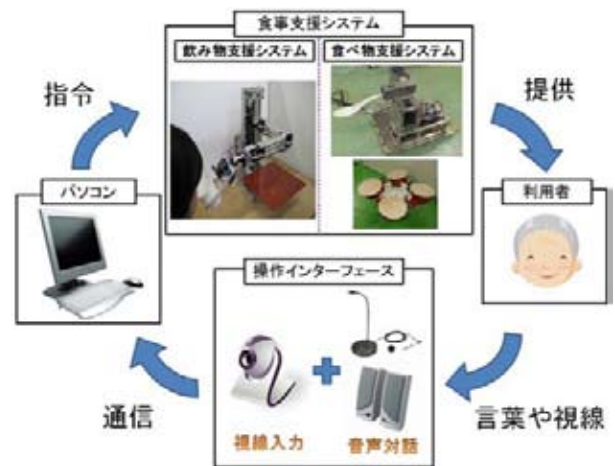 食事支援システム
飲み物支援システム
食べ物支援システム
指令
提供
パソコン
利用者
操作インターフェース
視線入力
音声対話
通信
言葉や視線